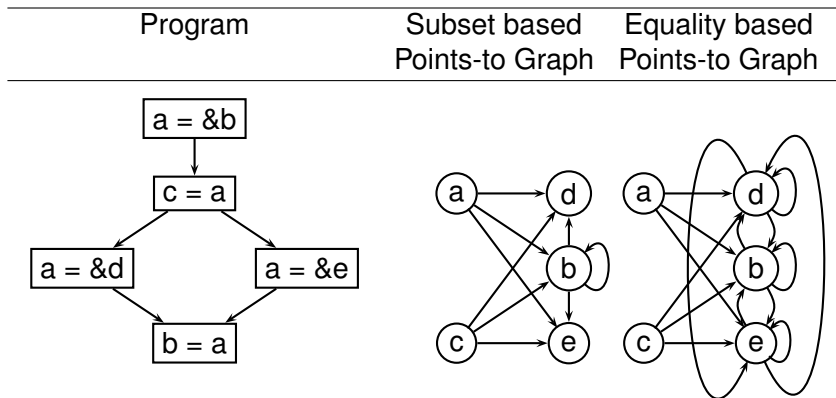 Program
Subset based
Points-to Graph
Equality based
Points-to Graph
a = &b
c = a
a = &d
a = &e
b = a
a
d
b
c
e
a
d
b
c
e